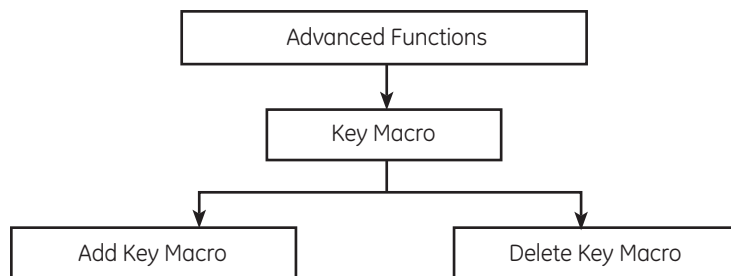 Advanced Functions
Key Macro
Add Key Macro
Delete Key Macro